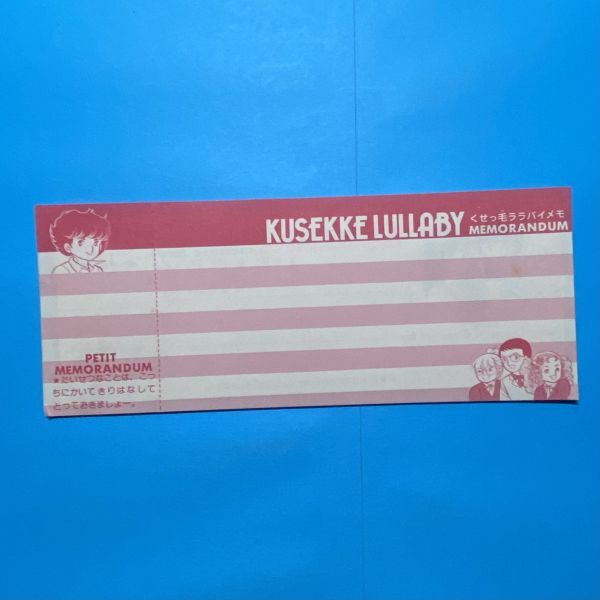 KUSEKKE LULLABY
くせっ毛ララバイメモ
MEMORANDUM
PETIT
MEMORANDUM
★たいせつなことは、こっ
ちにかいてきりはなして
とっておきましょー。